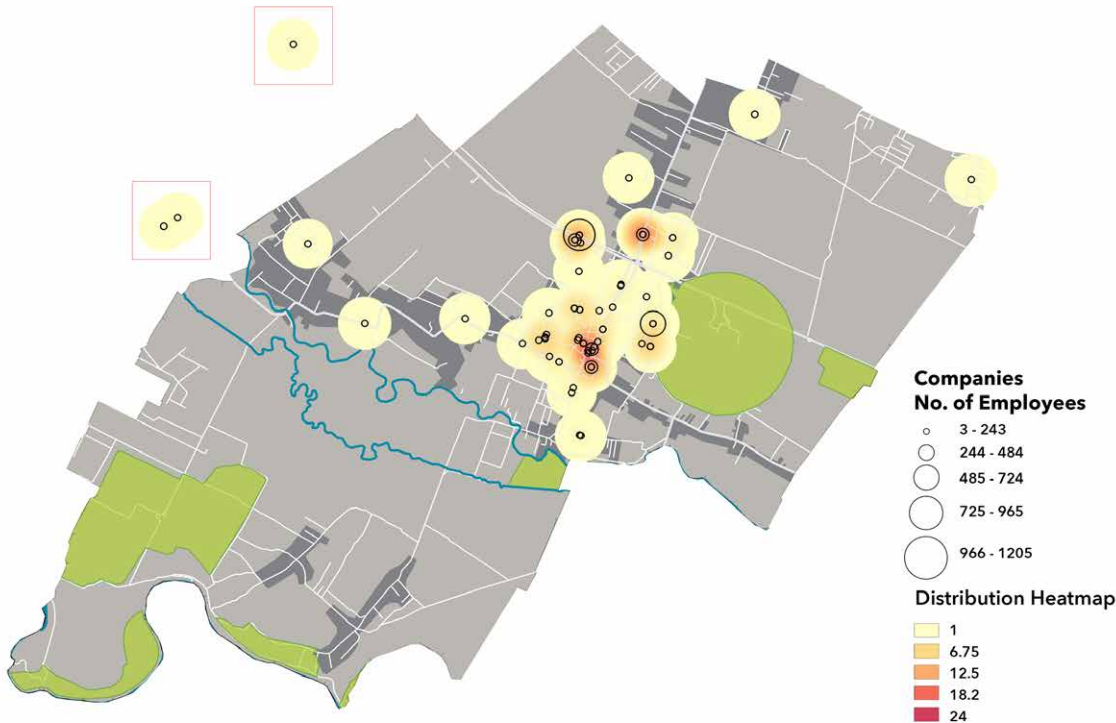 Companies
No. of Employees
3 - 243
244 - 484
485 - 724
725 - 965
966 - 1205
Distribution Heatmap
1
6.75
12.5
18.2
24